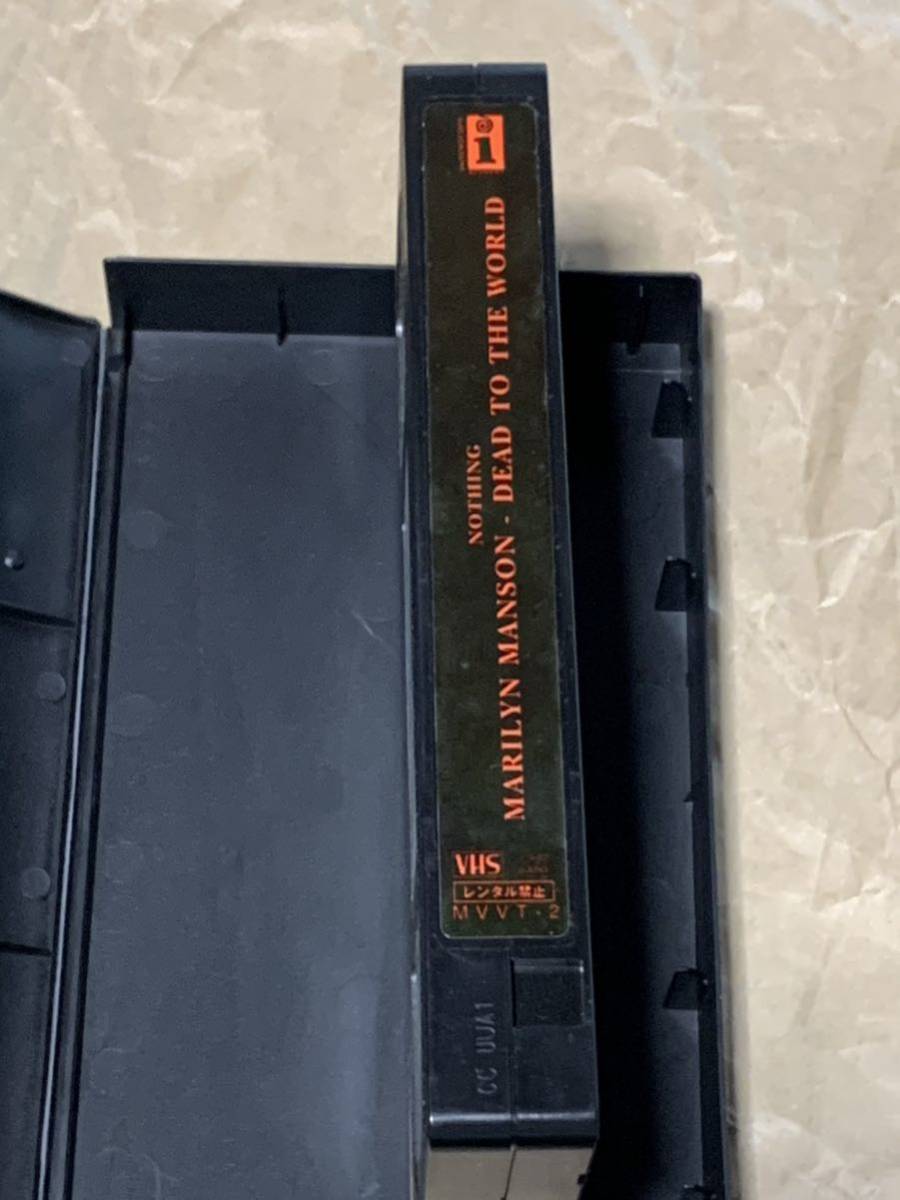 i
NOTHING
MARILYN MANSON - DEAD TO THE WORLD
VHS
レンタル禁止
MVVT-2
CC UUA1